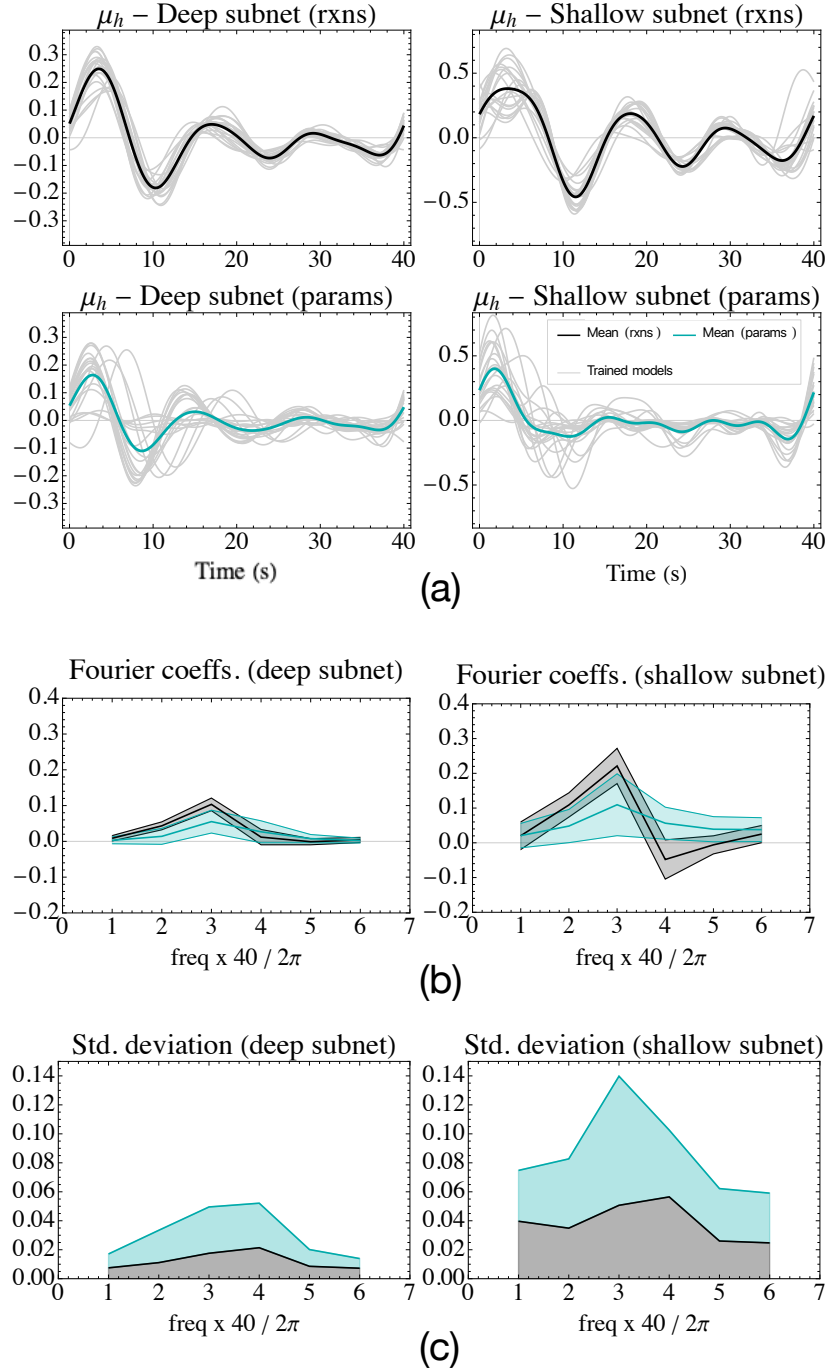 μh − Deep subnet (rxns)
μh − Shallow subnet (rxns)
0.3
0.2
0.1
0.0
−0.1
−0.2
−0.3
0 10 20 30 40
0.5
0.0
−0.5
0 10 20 30 40
μh − Deep subnet (params)
μh − Shallow subnet (params)
0.3
0.2
0.1
0.0
−0.1
−0.2
−0.3
0 10 20 30 40
Time (s)
0.5
0.0
−0.5
Mean (rxns) Mean (params)
Trained models
0 10 20 30 40
Time (s)
(a)
Fourier coeffs. (deep subnet)
Fourier coeffs. (shallow subnet)
0.4
0.3
0.2
0.1
0.0
−0.1
−0.2
0 1 2 3 4 5 6 7
freq x 40 / 2π
0.4
0.3
0.2
0.1
0.0
−0.1
−0.2
0 1 2 3 4 5 6 7
freq x 40 / 2π
(b)
Std. deviation (deep subnet)
Std. deviation (shallow subnet)
0.14
0.12
0.10
0.08
0.06
0.04
0.02
0.00
0 1 2 3 4 5 6 7
freq x 40 / 2π
0.14
0.12
0.10
0.08
0.06
0.04
0.02
0.00
0 1 2 3 4 5 6 7
freq x 40 / 2π
(c)